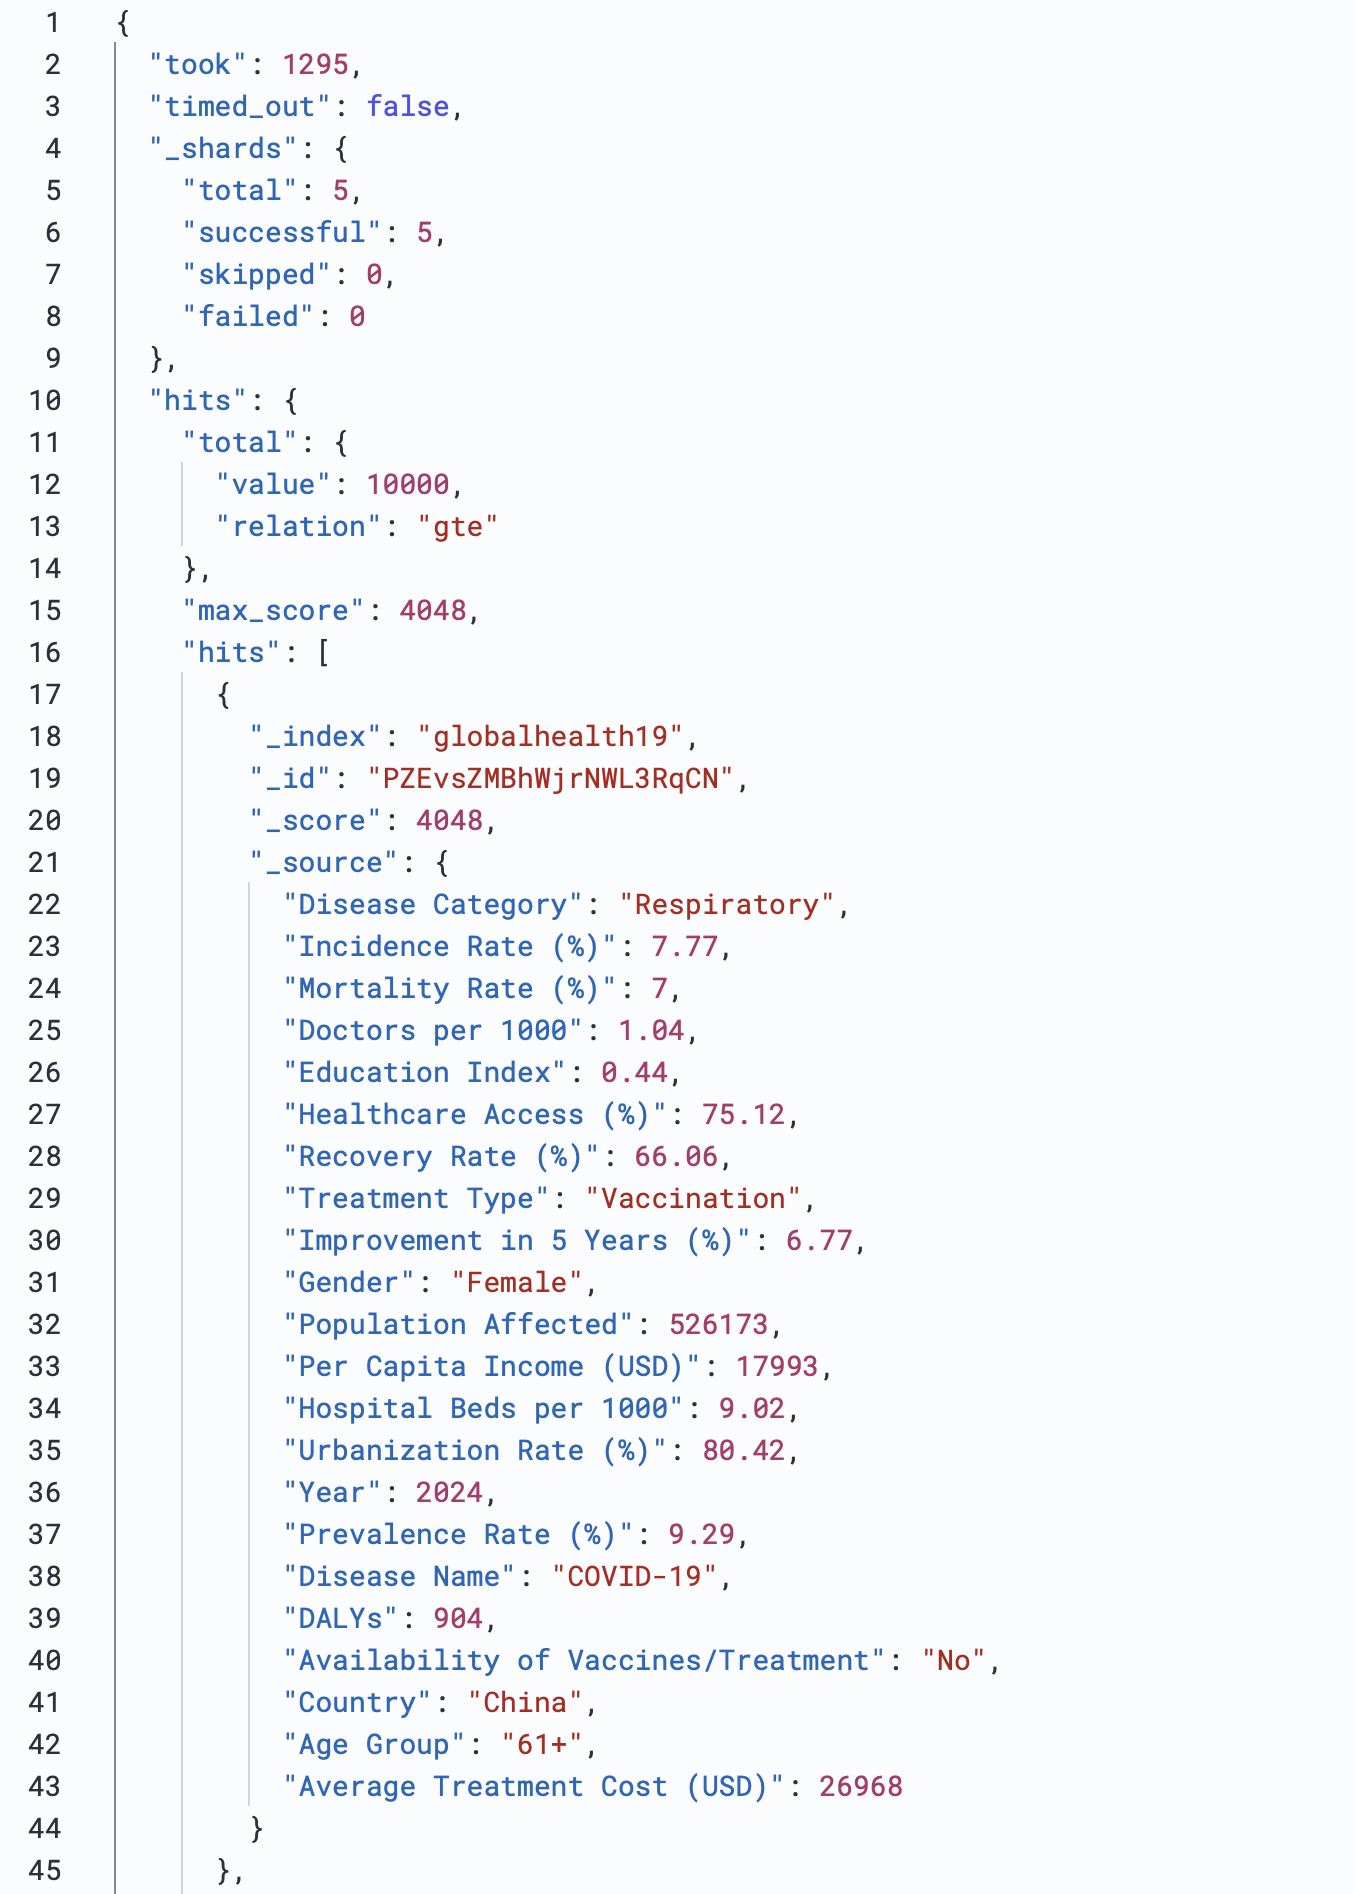 1 {
2 "took": 1295,
3 "timed_out": false,
4 "_shards": {
5 "total": 5,
6 "successful": 5,
7 "skipped": 0,
8 "failed": 0
9 },
10 "hits": {
11 "total": {
12 "value": 10000,
13 "relation": "gte"
14 },
15 "max_score": 4048,
16 "hits": [
17 {
18 "_index": "globalhealth19",
19 "_id": "PZEvsZMBhWjrNWL3RqCN",
20 "_score": 4048,
21 "_source": {
22 "Disease Category": "Respiratory",
23 "Incidence Rate (%)": 7.77,
24 "Mortality Rate (%)": 7,
25 "Doctors per 1000": 1.04,
26 "Education Index": 0.44,
27 "Healthcare Access (%)": 75.12,
28 "Recovery Rate (%)": 66.06,
29 "Treatment Type": "Vaccination",
30 "Improvement in 5 Years (%)": 6.77,
31 "Gender": "Female",
32 "Population Affected": 526173,
33 "Per Capita Income (USD)": 17993,
34 "Hospital Beds per 1000": 9.02,
35 "Urbanization Rate (%)": 80.42,
36 "Year": 2024,
37 "Prevalence Rate (%)": 9.29,
38 "Disease Name": "COVID-19",
39 "DALYs": 904,
40 "Availability of Vaccines/Treatment": "No",
41 "Country": "China",
42 "Age Group": "61+",
43 "Average Treatment Cost (USD)": 26968
44 }
45 },